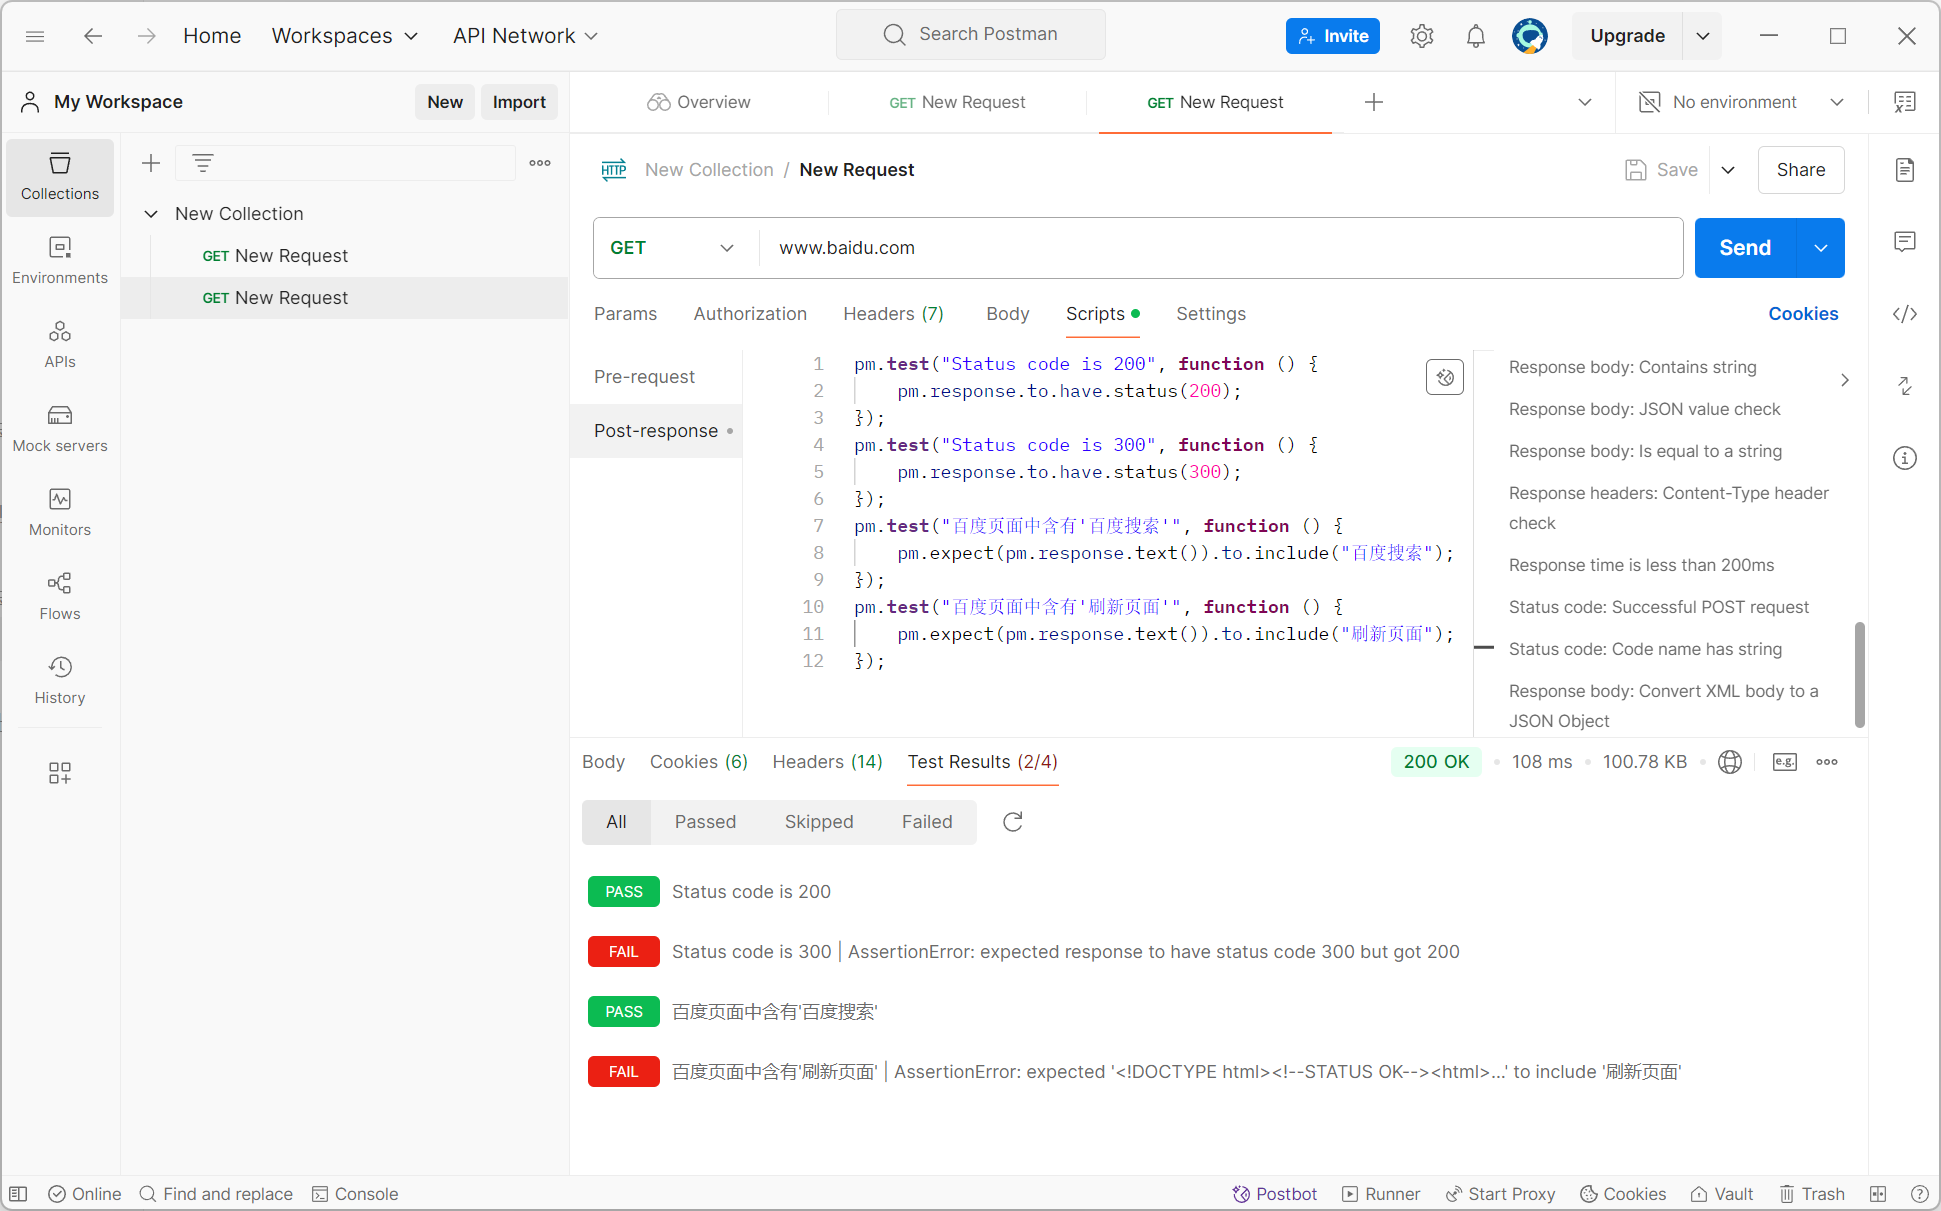 Home Workspaces API Network Search Postman Invite Upgrade
My Workspace New Import Overview GET New Request GET New Request No environment
Collections
Environments
APIs
Mock servers
Monitors
Flows
History
New Collection
GET New Request
GET New Request
HTTP New Collection / New Request Save Share
GET www.baidu.com Send
Params Authorization Headers (7) Body Scripts Settings Cookies
Pre-request
Post-response
1 pm.test("Status code is 200", function () {
2 pm.response.to.have.status(200);
3 });
4 pm.test("Status code is 300", function () {
5 pm.response.to.have.status(300);
6 });
7 pm.test("百度页面中含有'百度搜索'", function () {
8 pm.expect(pm.response.text()).to.include("百度搜索");
9 });
10 pm.test("百度页面中含有'刷新页面'", function () {
11 pm.expect(pm.response.text()).to.include("刷新页面");
12 });
Response body: Contains string
Response body: JSON value check
Response body: Is equal to a string
Response headers: Content-Type header
check
Response time is less than 200ms
Status code: Successful POST request
Status code: Code name has string
Response body: Convert XML body to a
JSON Object
Body Cookies (6) Headers (14) Test Results (2/4) 200 OK 108 ms 100.78 KB e.g.
All Passed Skipped Failed
PASS Status code is 200
FAIL Status code is 300 | AssertionError: expected response to have status code 300 but got 200
PASS 百度页面中含有'百度搜索'
FAIL 百度页面中含有'刷新页面' | AssertionError: expected '<!DOCTYPE html><!--STATUS OK--><html>...' to include '刷新页面'
Online Find and replace Console Postbot Runner Start Proxy Cookies Vault Trash